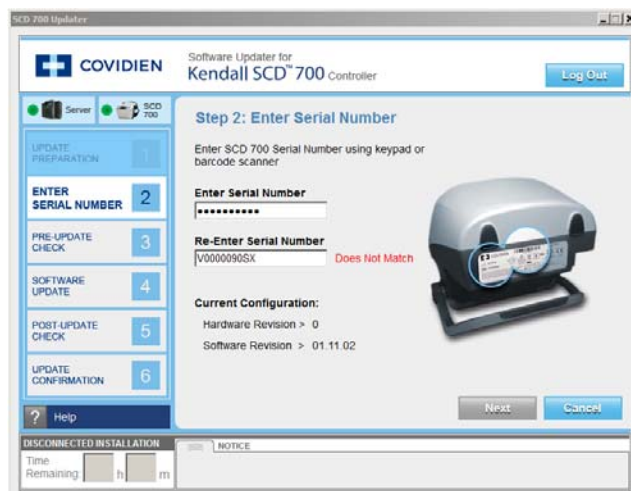 SCD 700 Updater
COVIDIEN
Software Updater for
Kendall SCD™ 700 Controller
Log Out
Server
SCD
700
UPDATE
PREPARATION
1
ENTER
SERIAL NUMBER
2
PRE-UPDATE
CHECK
3
SOFTWARE
UPDATE
4
POST-UPDATE
CHECK
5
UPDATE
CONFIRMATION
6
? Help
Step 2: Enter Serial Number
Enter SCD 700 Serial Number using keypad or
barcode scanner
Enter Serial Number
••••••••••
Re-Enter Serial Number
V0000090SX
Does Not Match
Current Configuration:
Hardware Revision > 0
Software Revision > 01.11.02
Next
Cancel
DISCONNECTED INSTALLATION
Time
Remaining: h m
NOTICE